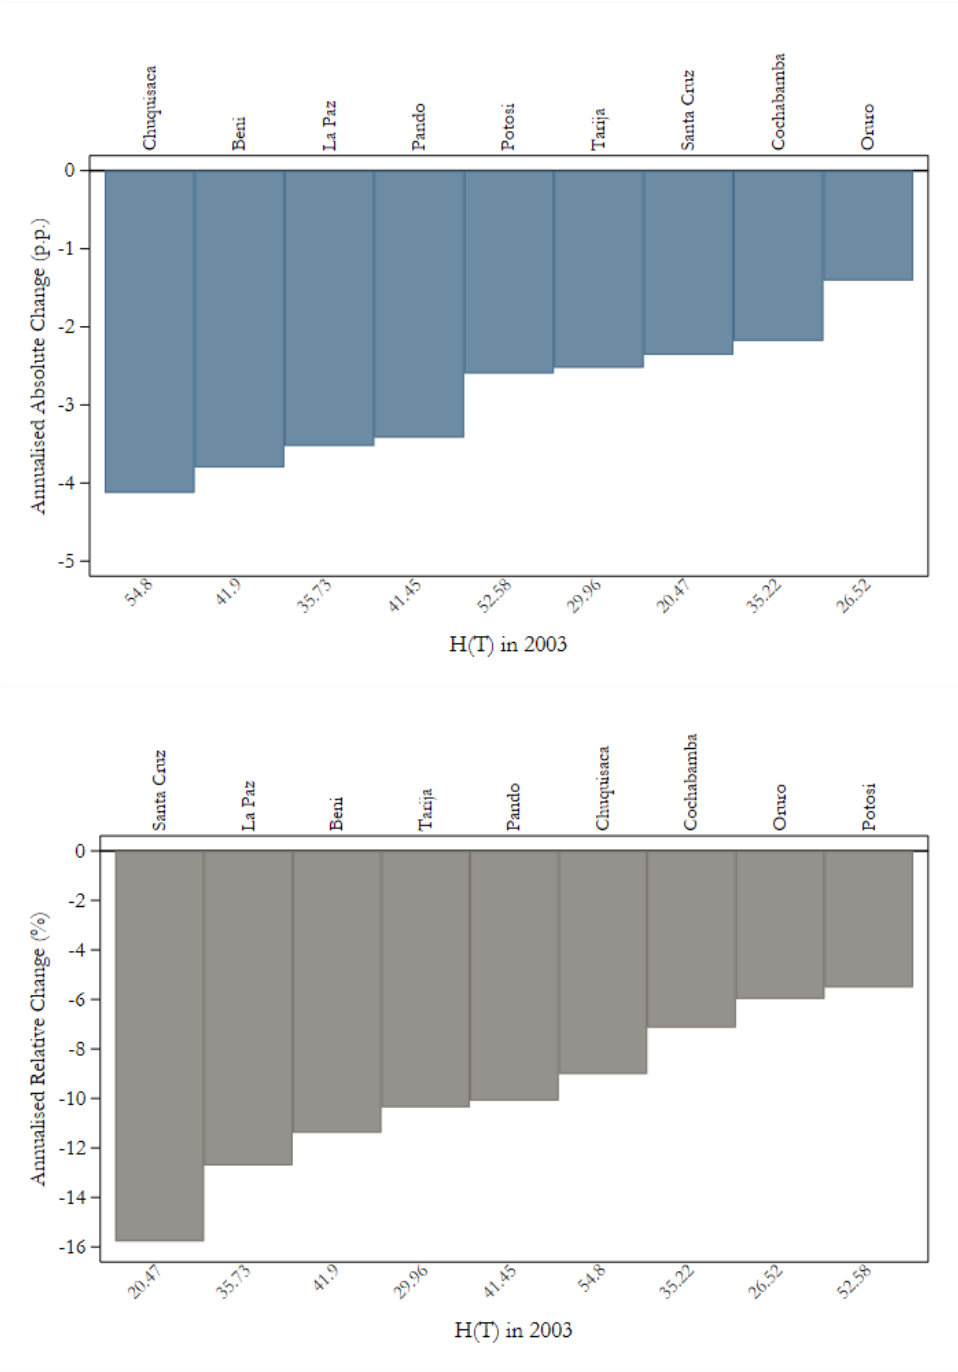 Chuquisaca
Beni
La Paz
Pando
Potosi
Tarija
Santa Cruz
Cochabamba
Oruro
Annualised Absolute Change (p.p.)
0
-1
-2
-3
-4
-5
54.8
41.9
35.73
41.45
52.58
29.96
20.47
35.22
26.52
H(T) in 2003
Santa Cruz
La Paz
Beni
Tarija
Pando
Chuquisaca
Cochabamba
Oruro
Potosi
Annualised Relative Change (%)
0
-2
-4
-6
-8
-10
-12
-14
-16
20.47
35.73
41.9
29.96
41.45
54.8
35.22
26.52
52.58
H(T) in 2003